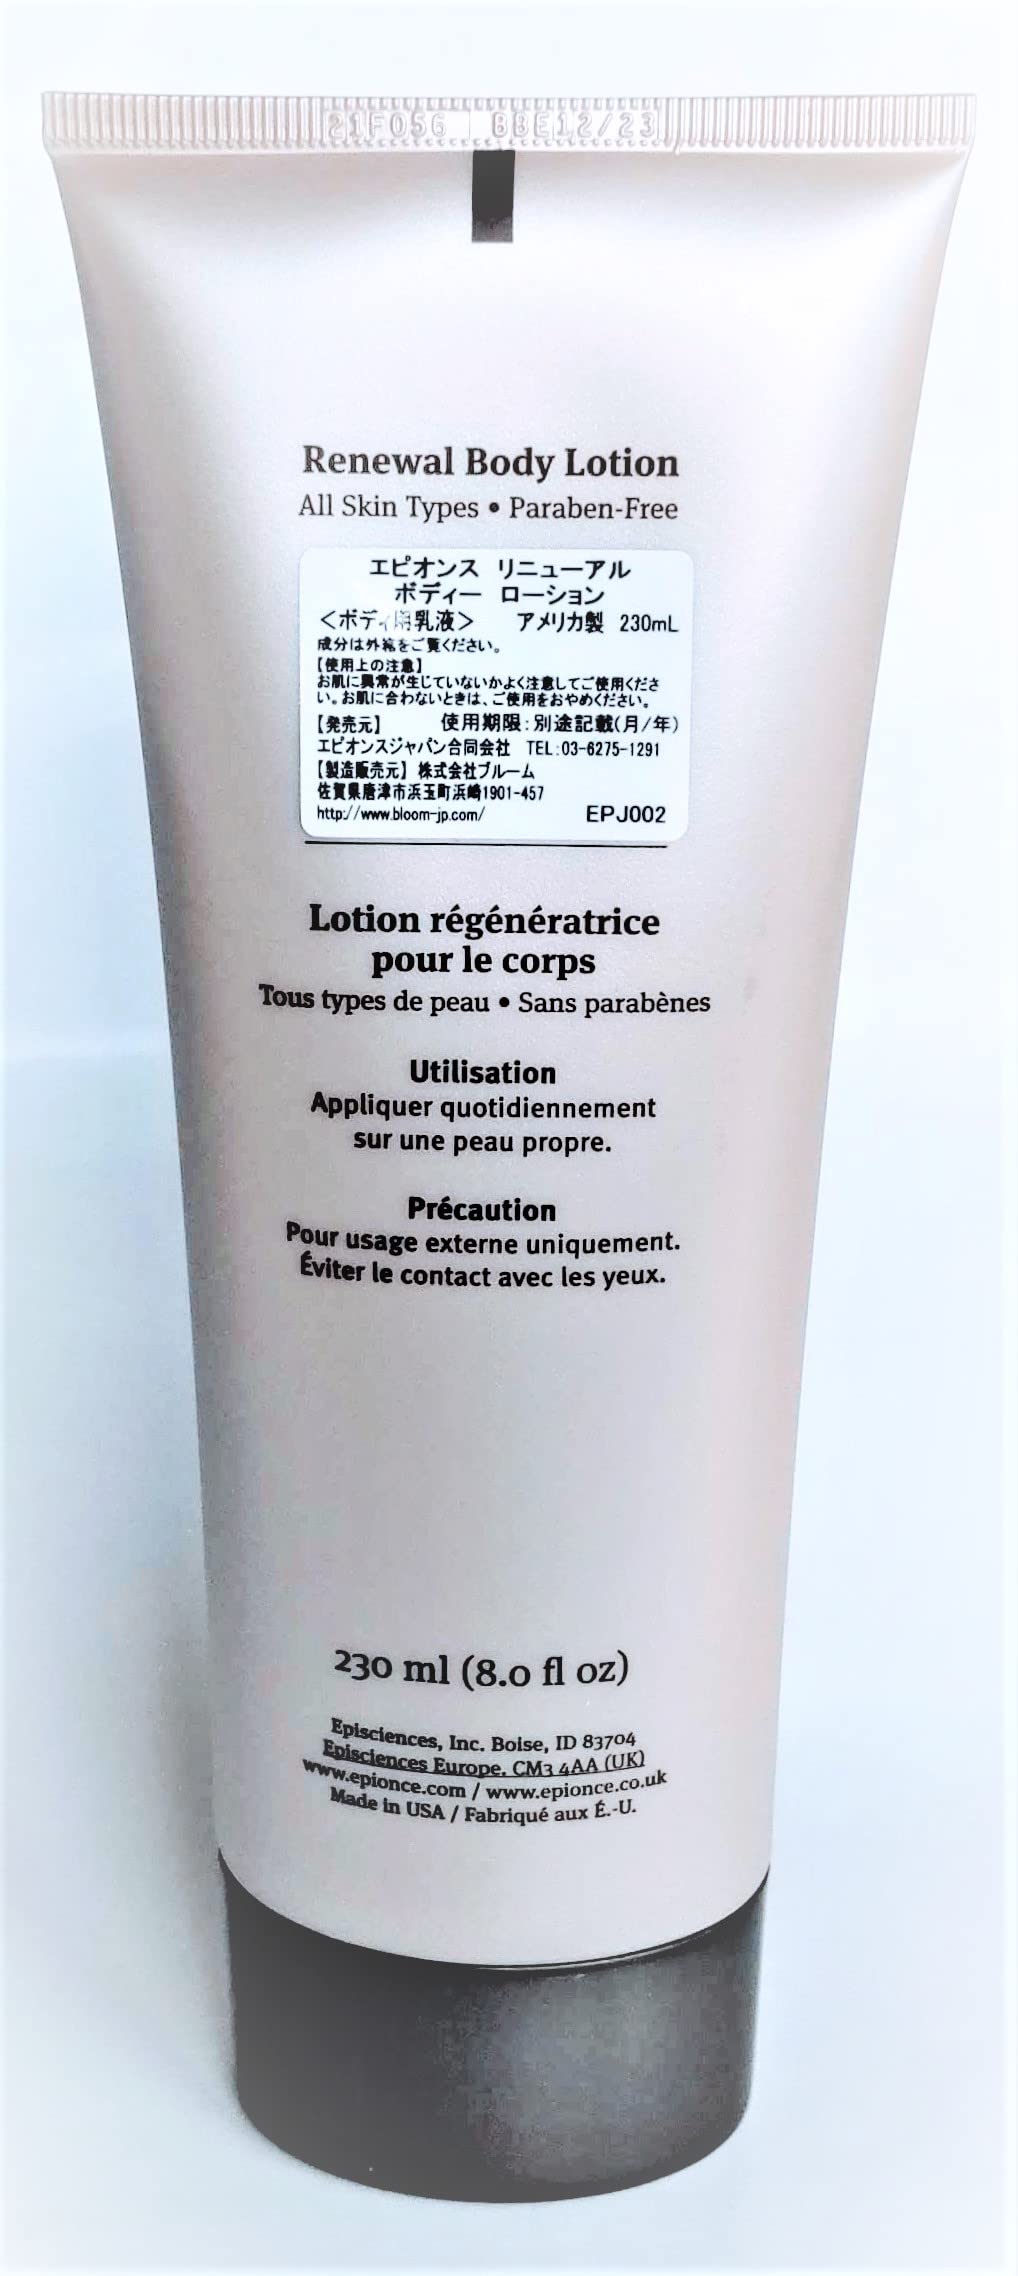 21F05G BBE12/23
Renewal Body Lotion
All Skin Types • Paraben-Free
エピオンス リニューアル
ボディー ローション
＜ボディ用乳液＞ アメリカ製 230mL
成分は外箱をご覧ください。
【使用上の注意】
お肌に異常が生じていないかよく注意してご使用くださ
い。お肌に合わないときは、ご使用をおやめください。
【発売元】 使用期限:別途記載(月/年)
エピオンスジャパン合同会社 TEL:03-6275-1291
【製造販売元】 株式会社ブルーム
佐賀県唐津市浜玉町浜崎1901-457
http://www.bloom-jp.com/ EPJ002
Lotion régénératrice
pour le corps
Tous types de peau • Sans parabènes
Utilisation
Appliquer quotidiennement
sur une peau propre.
Précaution
Pour usage externe uniquement.
Éviter le contact avec les yeux.
230 ml (8.0 fl oz)
Episciences, Inc. Boise, ID 83704
Episciences Europe. CM3 4AA (UK)
www.epionce.com / www.epionce.co.uk
Made in USA / Fabriqué aux É.-U.